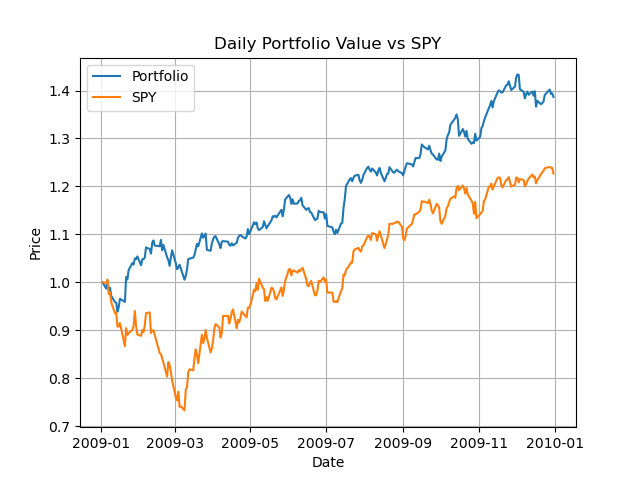 Daily Portfolio Value vs SPY
Portfolio
SPY
Price
1.4
1.3
1.2
1.1
1.0
0.9
0.8
0.7
2009-01 2009-03 2009-05 2009-07 2009-09 2009-11 2010-01
Date